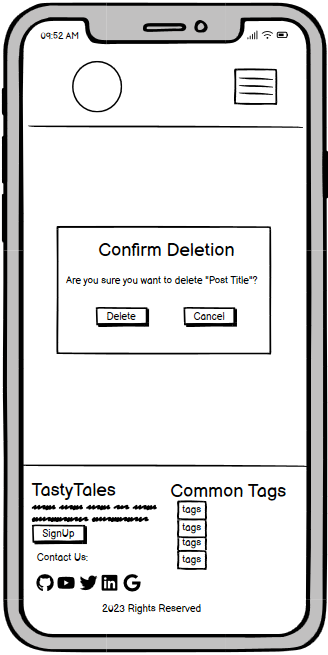 09:52 AM
Confirm Deletion
Are you sure you want to delete "Post Title"?
Delete
Cancel
TastyTales
SignUp
Contact Us:
Common Tags
tags
tags
tags
tags
2023 Rights Reserved